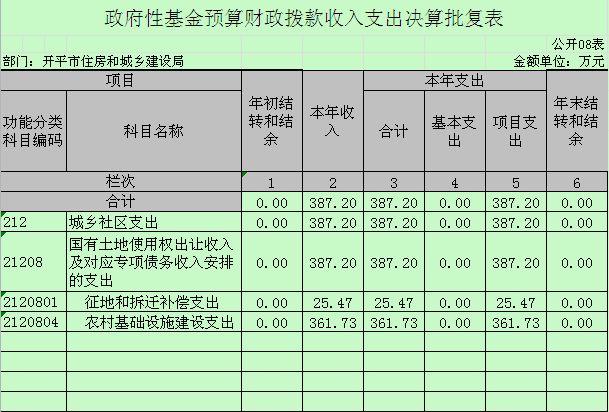 政府性基金预算财政拨款收入支出决算批复表
公开08表
部门：开平市住房和城乡建设局 金额单位：万元
项目 年初结转和结余 本年收入 本年支出 年末结转和结余
功能分类科目编码 科目名称 合计 基本支出 项目支出
栏次 1 2 3 4 5 6
合计 0.00 387.20 387.20 0.00 387.20 0.00
212 城乡社区支出 0.00 387.20 387.20 0.00 387.20 0.00
21208 国有土地使用权出让收入及对应专项债务收入安排的支出 0.00 387.20 387.20 0.00 387.20 0.00
2120801 征地和拆迁补偿支出 0.00 25.47 25.47 0.00 25.47 0.00
2120804 农村基础设施建设支出 0.00 361.73 361.73 0.00 361.73 0.00